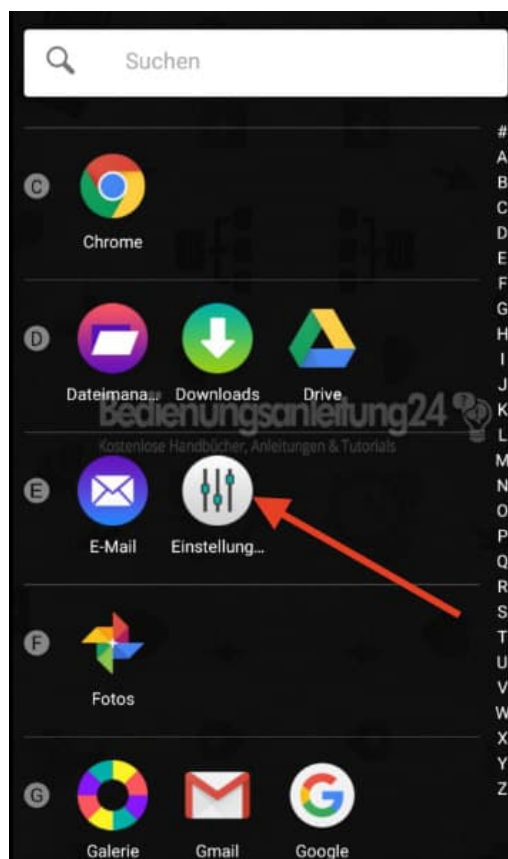 Suchen
#
A
B
C
Chrome
C
D
E
F
G
D
H
I
J
Dateimana... Downloads Drive
K
Bedienungsanleitung24
L
Kostenlose Handbücher, Anleitungen & Tutorials
M
E
N
O
E-Mail Einstellung...
P
Q
R
S
F
T
U
V
Fotos
W
X
Y
G
Z
Galerie Gmail Google